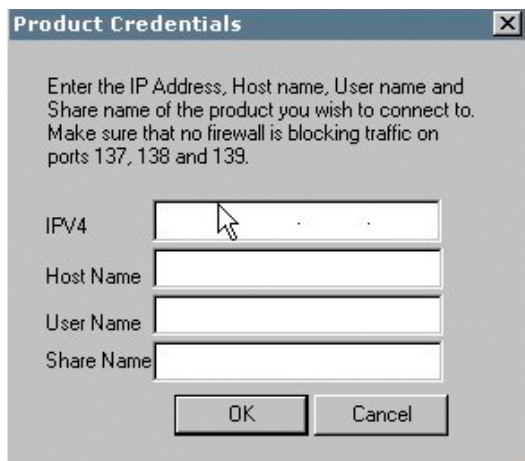 Product Credentials
Enter the IP Address, Host name, User name and
Share name of the product you wish to connect to.
Make sure that no firewall is blocking traffic on
ports 137, 138 and 139.
IPV4
. .
Host Name
User Name
Share Name
OK Cancel